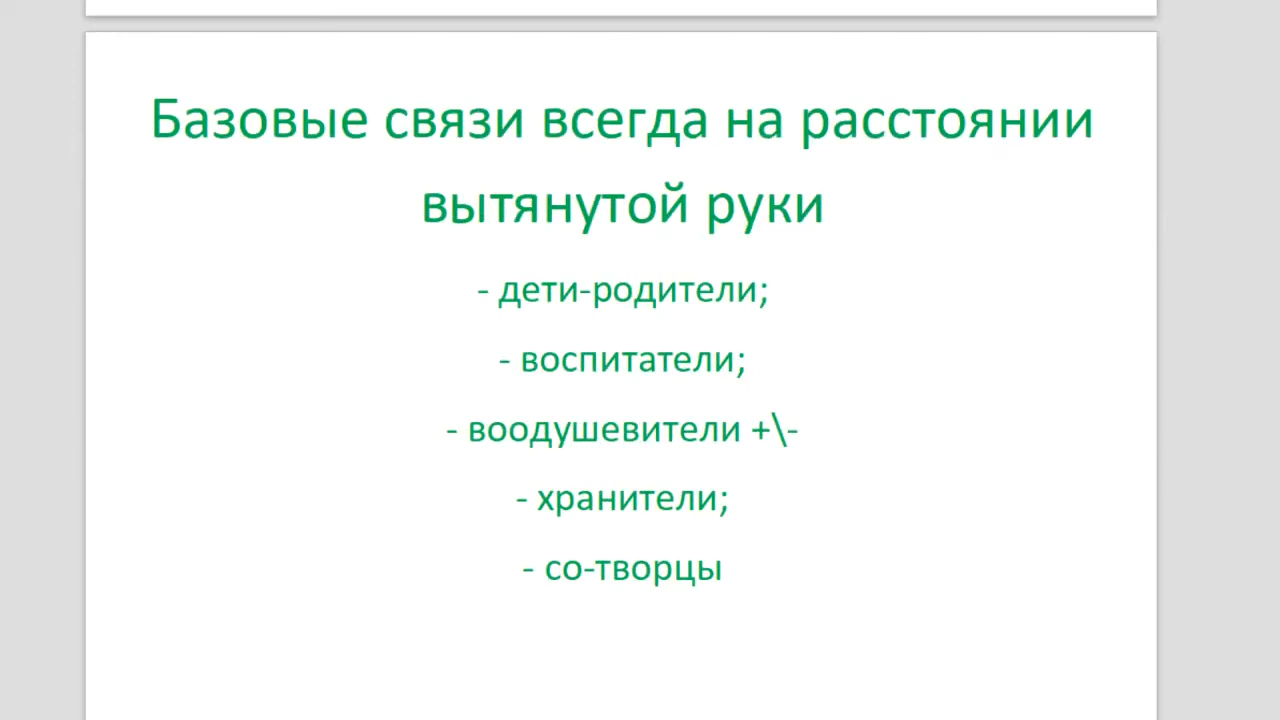 Базовые связи всегда на расстоянии
вытянутой руки
- дети-родители;
- воспитатели;
- воодушевители +\-
- хранители;
- со-творцы